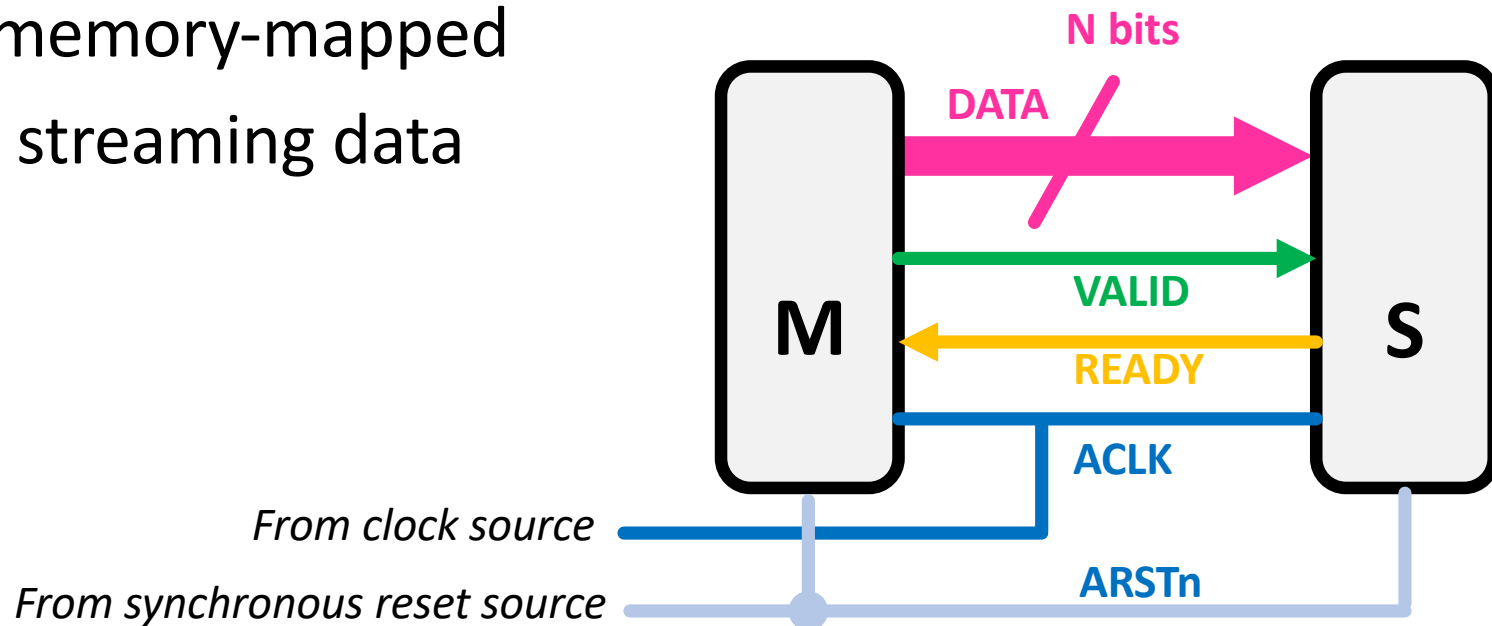 memory-mapped
streaming data
N bits
DATA
VALID
M
S
READY
ACLK
From clock source
ARSTn
From synchronous reset source